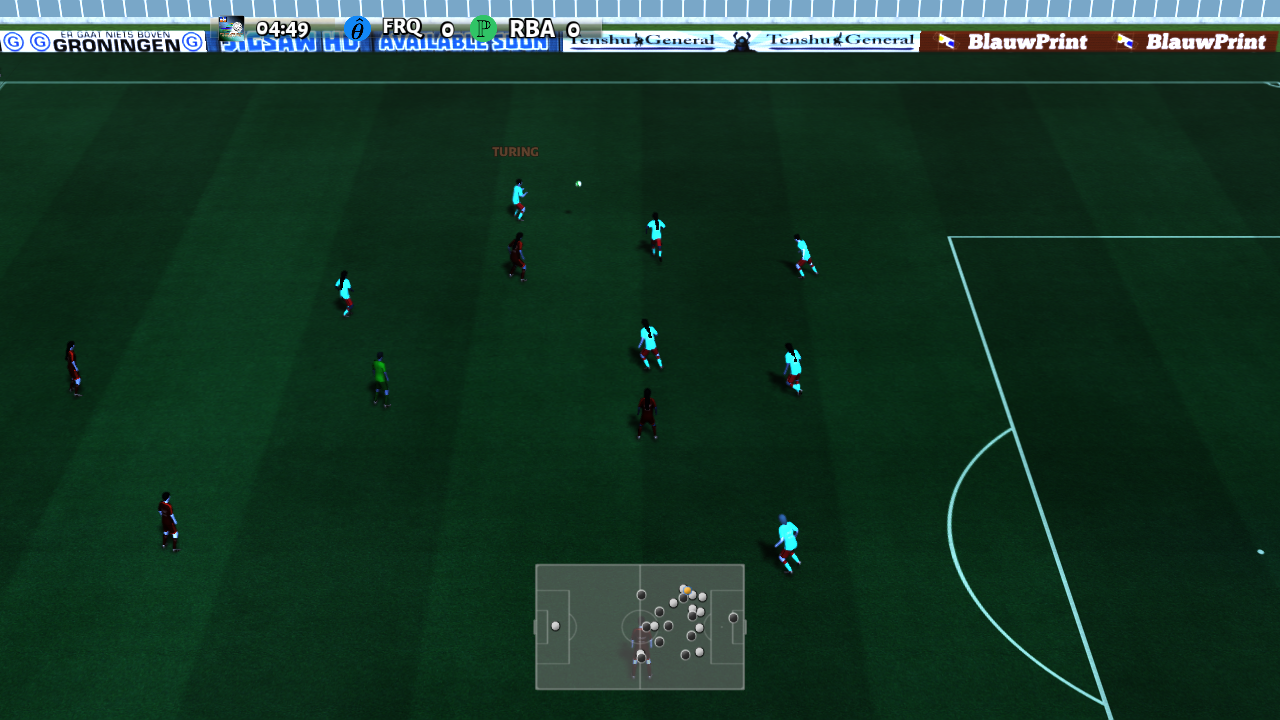 04:49 FRQ 0 RBA 0
G G ER GAAT NIETS BOVEN G
GRONINGEN
JIGSAW HD AVAILABLE SOON
Tenshu General Tenshu General
BlauwPrint BlauwPrint
TURING